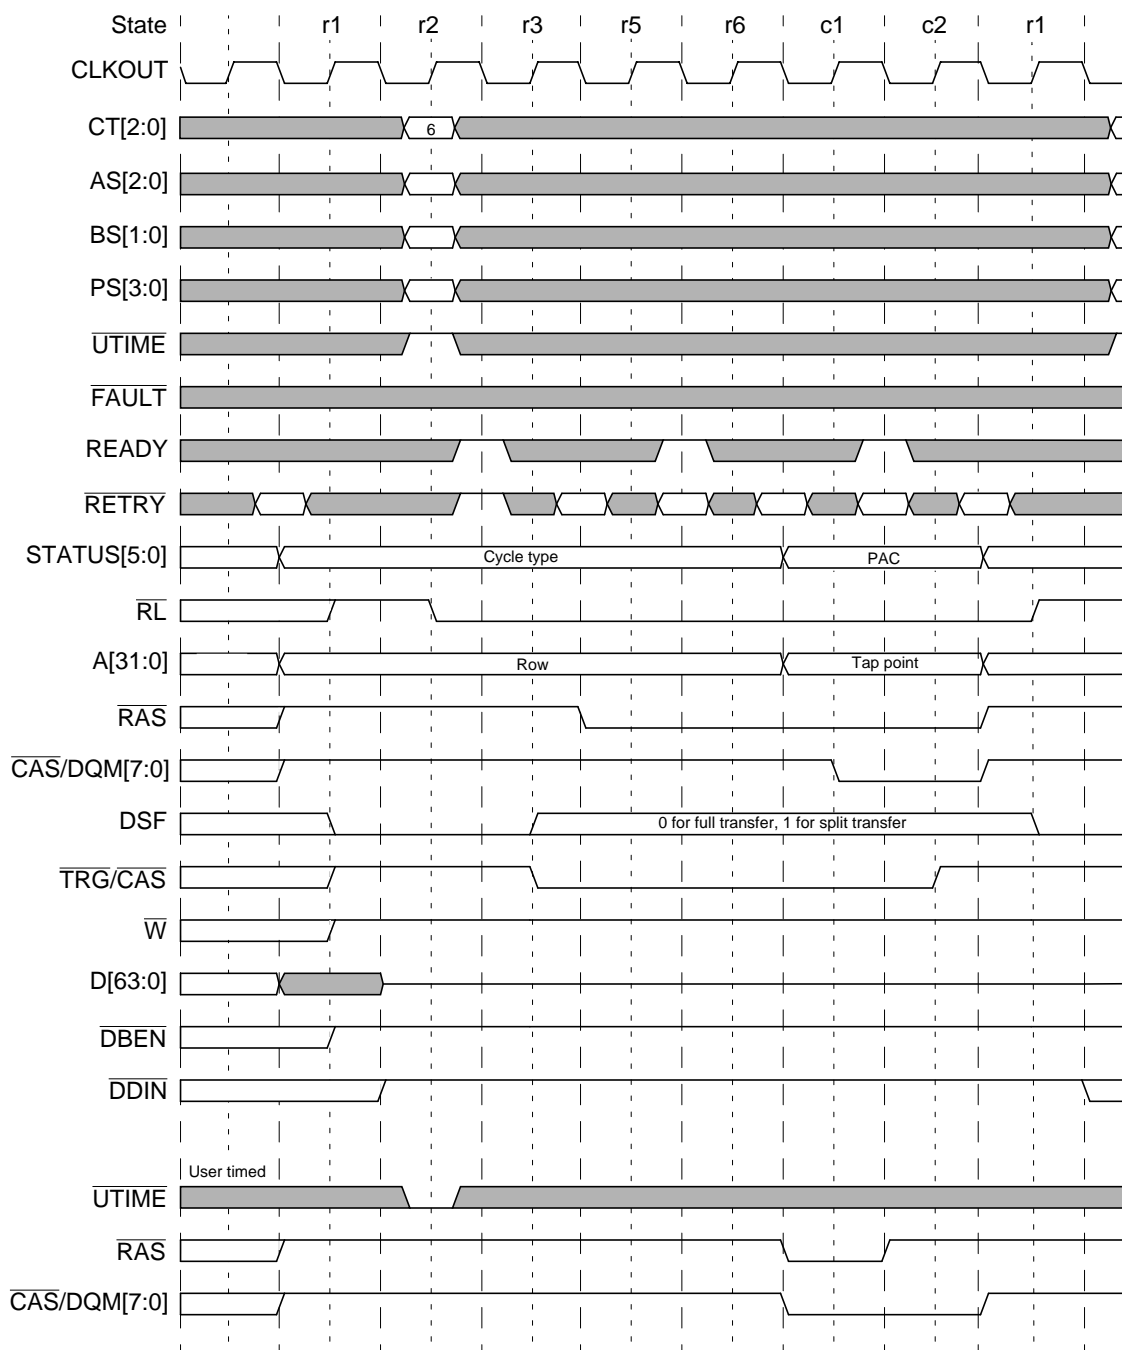 State r1 r2 r3 r5 r6 c1 c2 r1
CLKOUT
CT[2:0] 6
AS[2:0]
BS[1:0]
PS[3:0]
UTIME
FAULT
READY
RETRY
STATUS[5:0] Cycle type PAC
RL
A[31:0] Row Tap point
RAS
CAS/DQM[7:0]
DSF 0 for full transfer, 1 for split transfer
TRG/CAS
W
D[63:0]
DBEN
DDIN
User timed
UTIME
RAS
CAS/DQM[7:0]